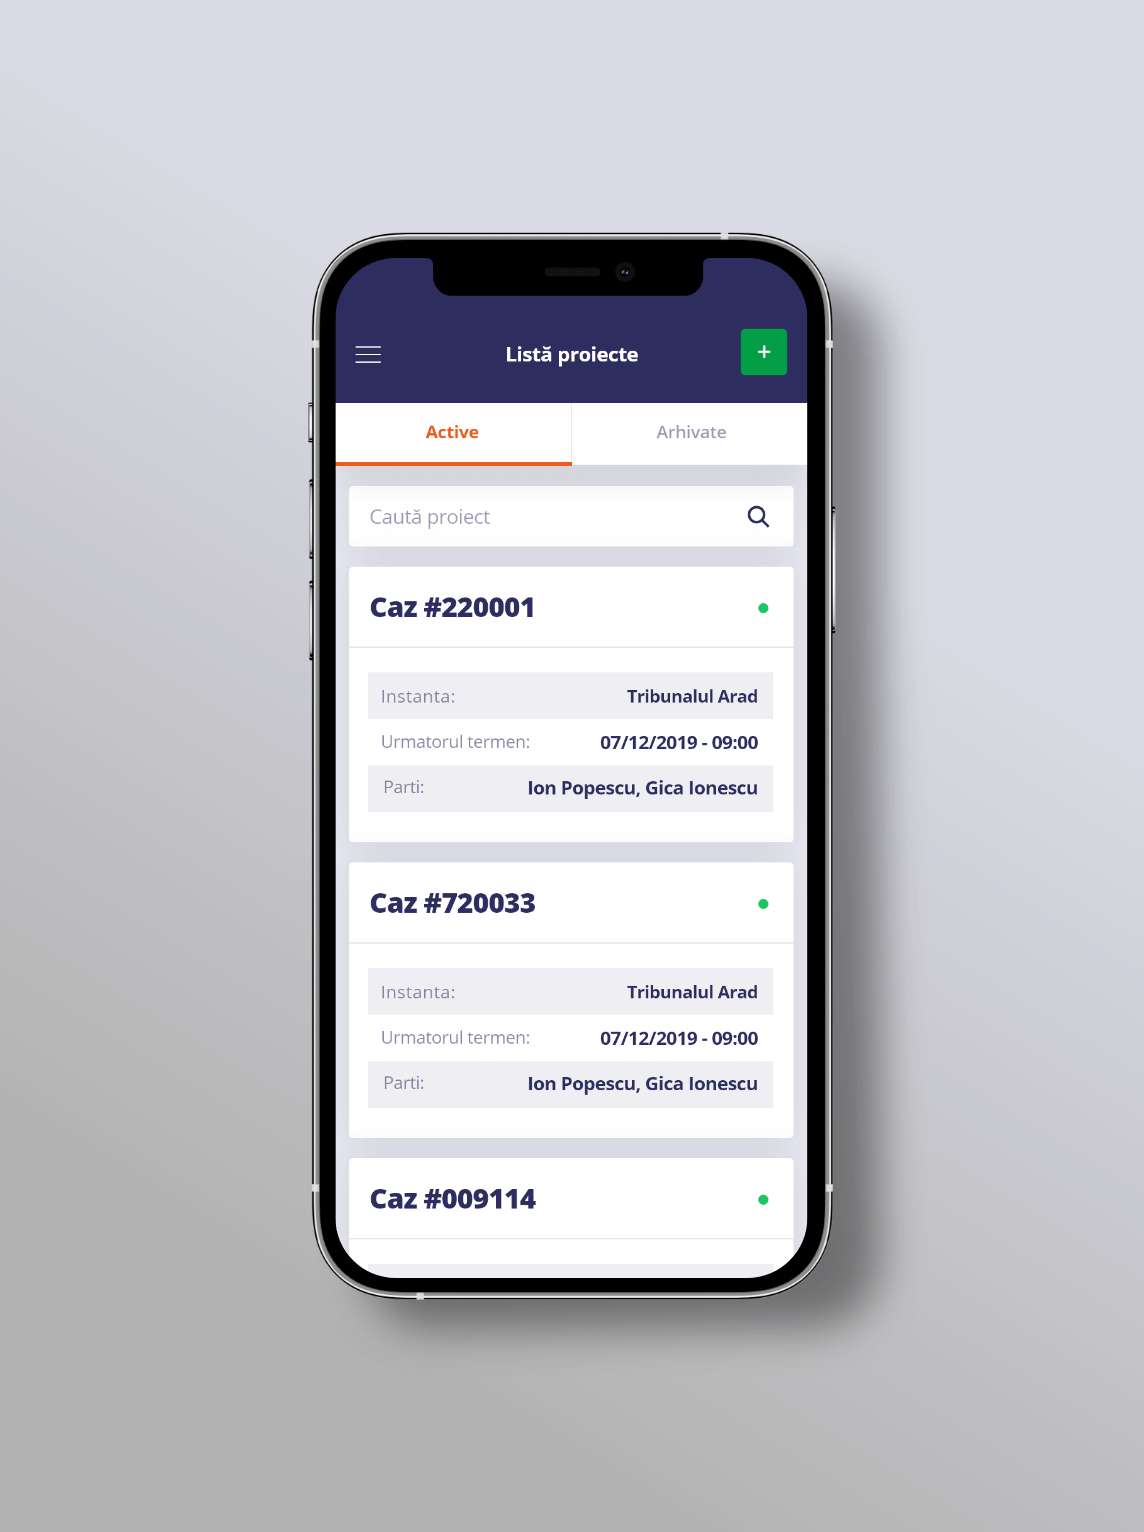 Listă proiecte
+
Active
Arhivate
Caută proiect
Caz #220001
Instanta: Tribunalul Arad
Urmatorul termen: 07/12/2019 - 09:00
Parti: Ion Popescu, Gica Ionescu
Caz #720033
Instanta: Tribunalul Arad
Urmatorul termen: 07/12/2019 - 09:00
Parti: Ion Popescu, Gica Ionescu
Caz #009114